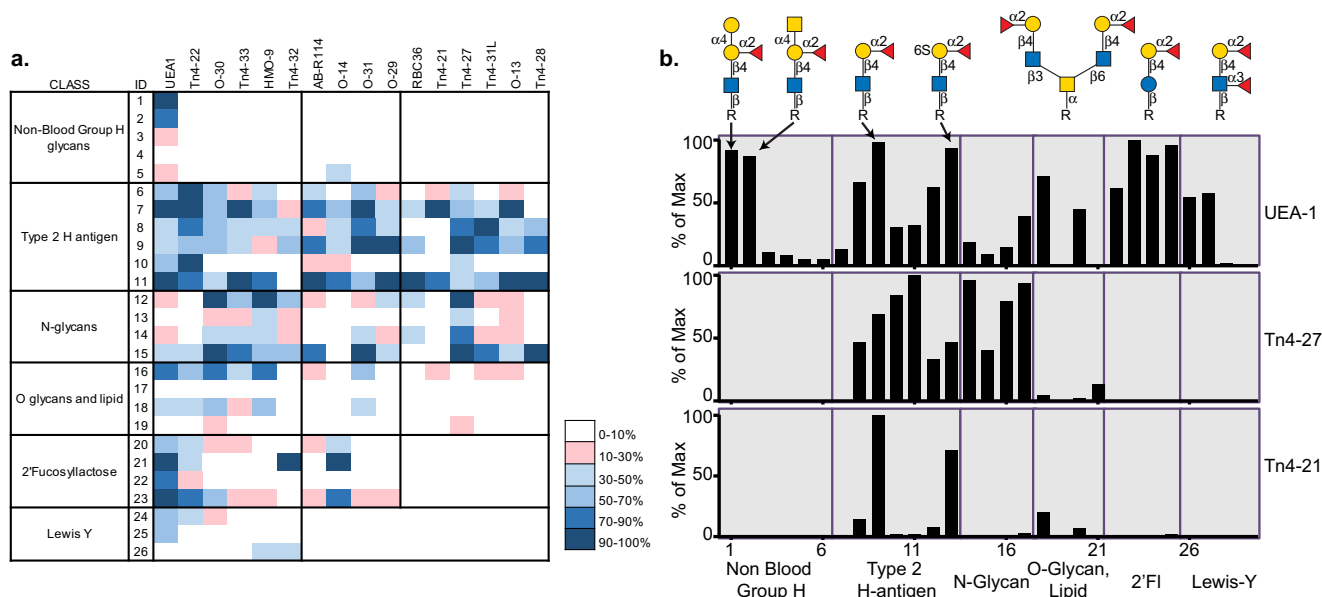 a.
CLASS ID UEA1 Tn4-22 O-30 Tn4-33 HMO-9 Tn4-32 AB-R114 O-14 O-31 O-29 RBC36 Tn4-21 Tn4-27 Tn4-31L O-13 Tn4-28
Non-Blood Group H
glycans
1
2
3
4
5
Type 2 H antigen
6
7
8
9
10
11
N-glycans
12
13
14
15
O glycans and lipid
16
17
18
19
2'Fucosyllactose
20
21
22
23
Lewis Y
24
25
26
0-10%
10-30%
30-50%
50-70%
70-90%
90-100%
b.
α4 α2 β4 β R
α2 β4 β R
α2 β4 β R
6S α2 β4 β R
α2 β4 β3 α2 β4 β6 α R
α2 β4 β R
α2 β4 α3 β R
% of Max
100
50
0
UEA-1
% of Max
100
50
0
Tn4-27
% of Max
100
50
0
Tn4-21
1 6 11 16 21 26
Non Blood
Group H
Type 2
H-antigen
N-Glycan
O-Glycan,
Lipid
2'Fl
Lewis-Y